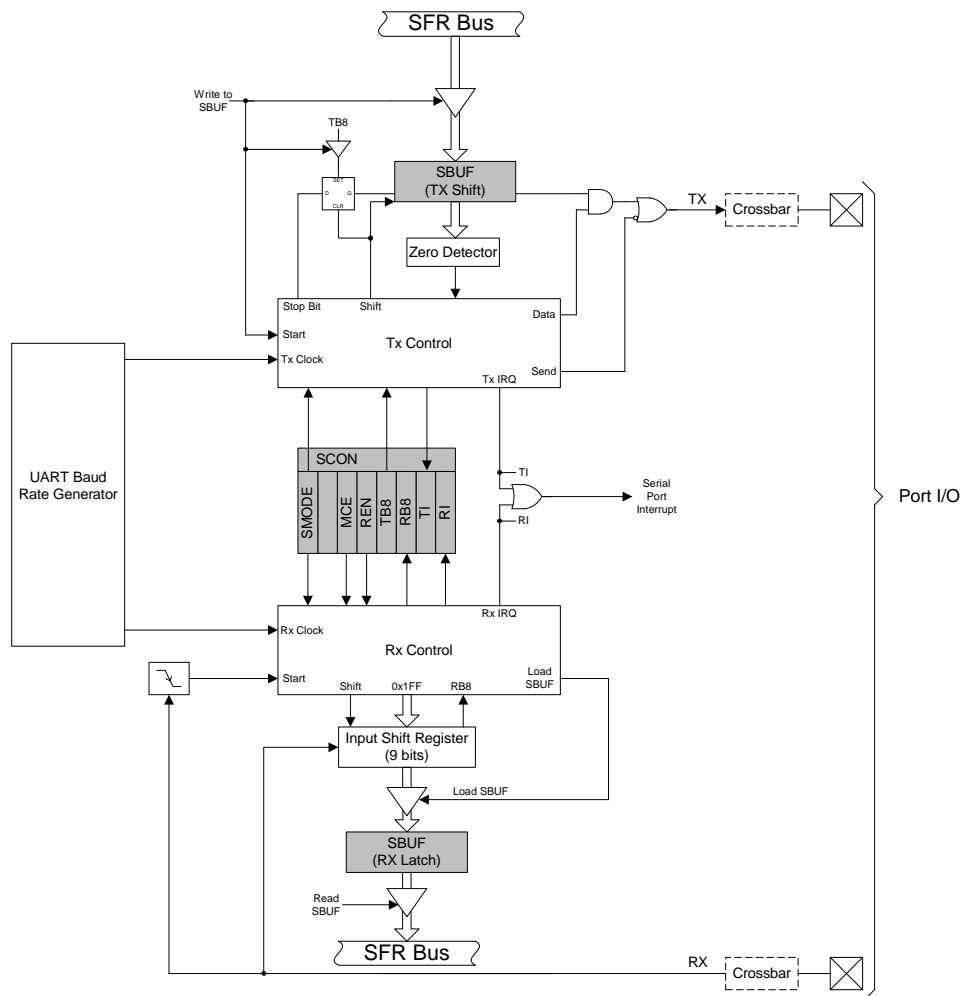 SFR Bus
Write to
SBUF
TB8
SET
D
Q
CLR
SBUF
(TX Shift)
TX
Crossbar
Zero Detector
Stop Bit
Shift
Data
Start
Tx Control
Tx Clock
Send
Tx IRQ
UART Baud
Rate Generator
SCON
SMODE
MCE
REN
TB8
RB8
TI
RI
TI
Serial
Port
Interrupt
RI
Port I/O
Rx IRQ
Rx Clock
Rx Control
Start
Load
SBUF
Shift
0x1FF
RB8
Input Shift Register
(9 bits)
Load SBUF
SBUF
(RX Latch)
Read
SBUF
SFR Bus
RX
Crossbar